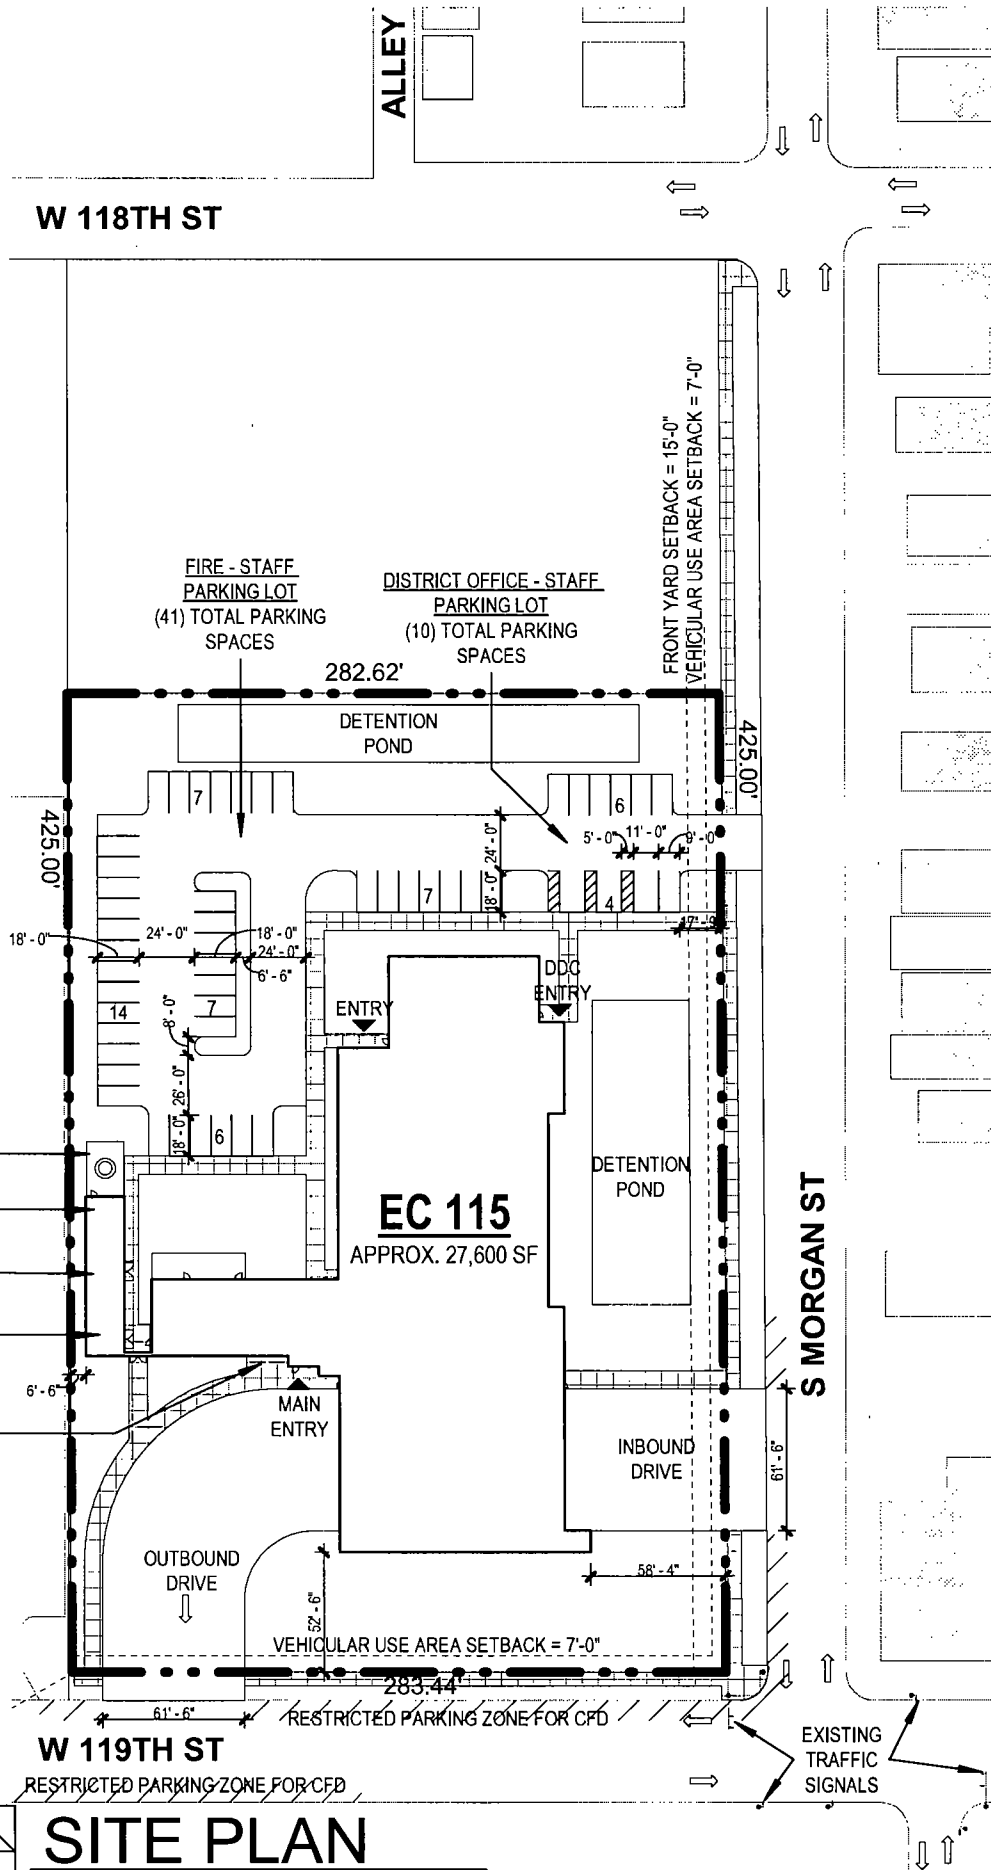 ALLEY
W 118TH ST
FRONT YARD SETBACK = 15'-0"
VEHICULAR USE AREA SETBACK = 7'-0"
FIRE - STAFF
PARKING LOT
(41) TOTAL PARKING
SPACES
DISTRICT OFFICE - STAFF
PARKING LOT
(10) TOTAL PARKING
SPACES
282.62'
DETENTION
POND
425.00'
425.00'
7
6
5' - 0"
11' - 0"
9' - 0"
24' - 0"
18' - 0"
7
4
17' - 9"
18' - 0"
24' - 0"
18' - 0"
24' - 0"
6' - 6"
14
7
8' - 0"
26' - 0"
18' - 0"
6
ENTRY
DDC
ENTRY
DETENTION
POND
EC 115
APPROX. 27,600 SF
S MORGAN ST
6' - 6"
MAIN
ENTRY
INBOUND
DRIVE
61' - 6"
OUTBOUND
DRIVE
52' - 6"
58' - 4"
VEHICULAR USE AREA SETBACK = 7'-0"
283.44'
61' - 6"
RESTRICTED PARKING ZONE FOR CFD
W 119TH ST
RESTRICTED PARKING ZONE FOR CFD
EXISTING
TRAFFIC
SIGNALS
SITE PLAN